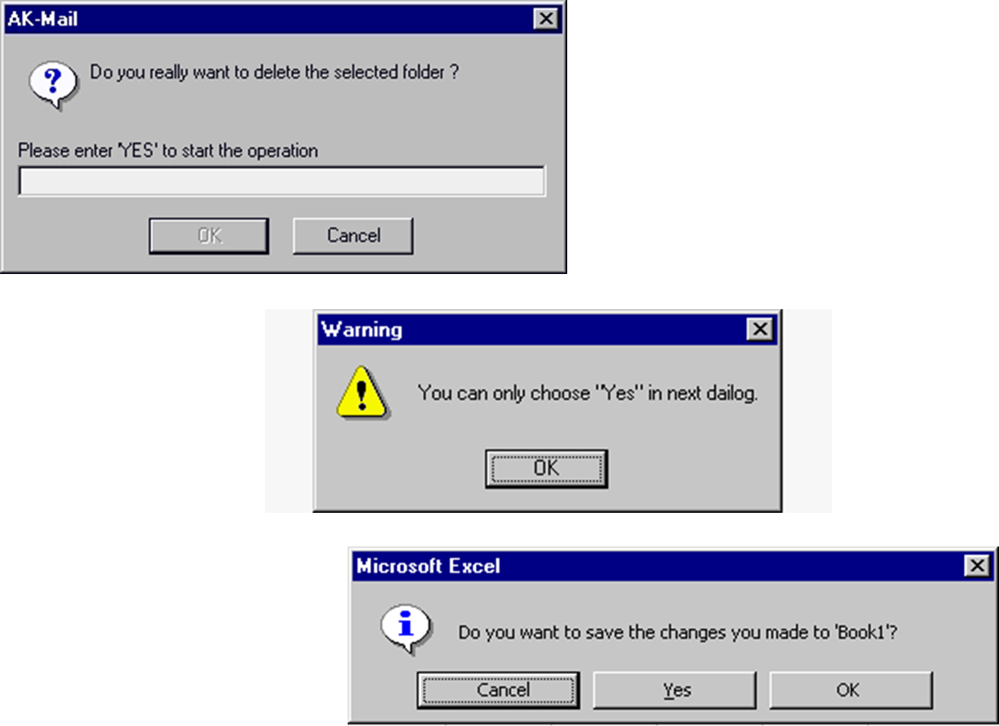 AK-Mail
?
Do you really want to delete the selected folder ?
Please enter 'YES' to start the operation
OK
Cancel
Warning
!
You can only choose "Yes" in next dailog.
OK
Microsoft Excel
i
Do you want to save the changes you made to 'Book1'?
Cancel
Yes
OK